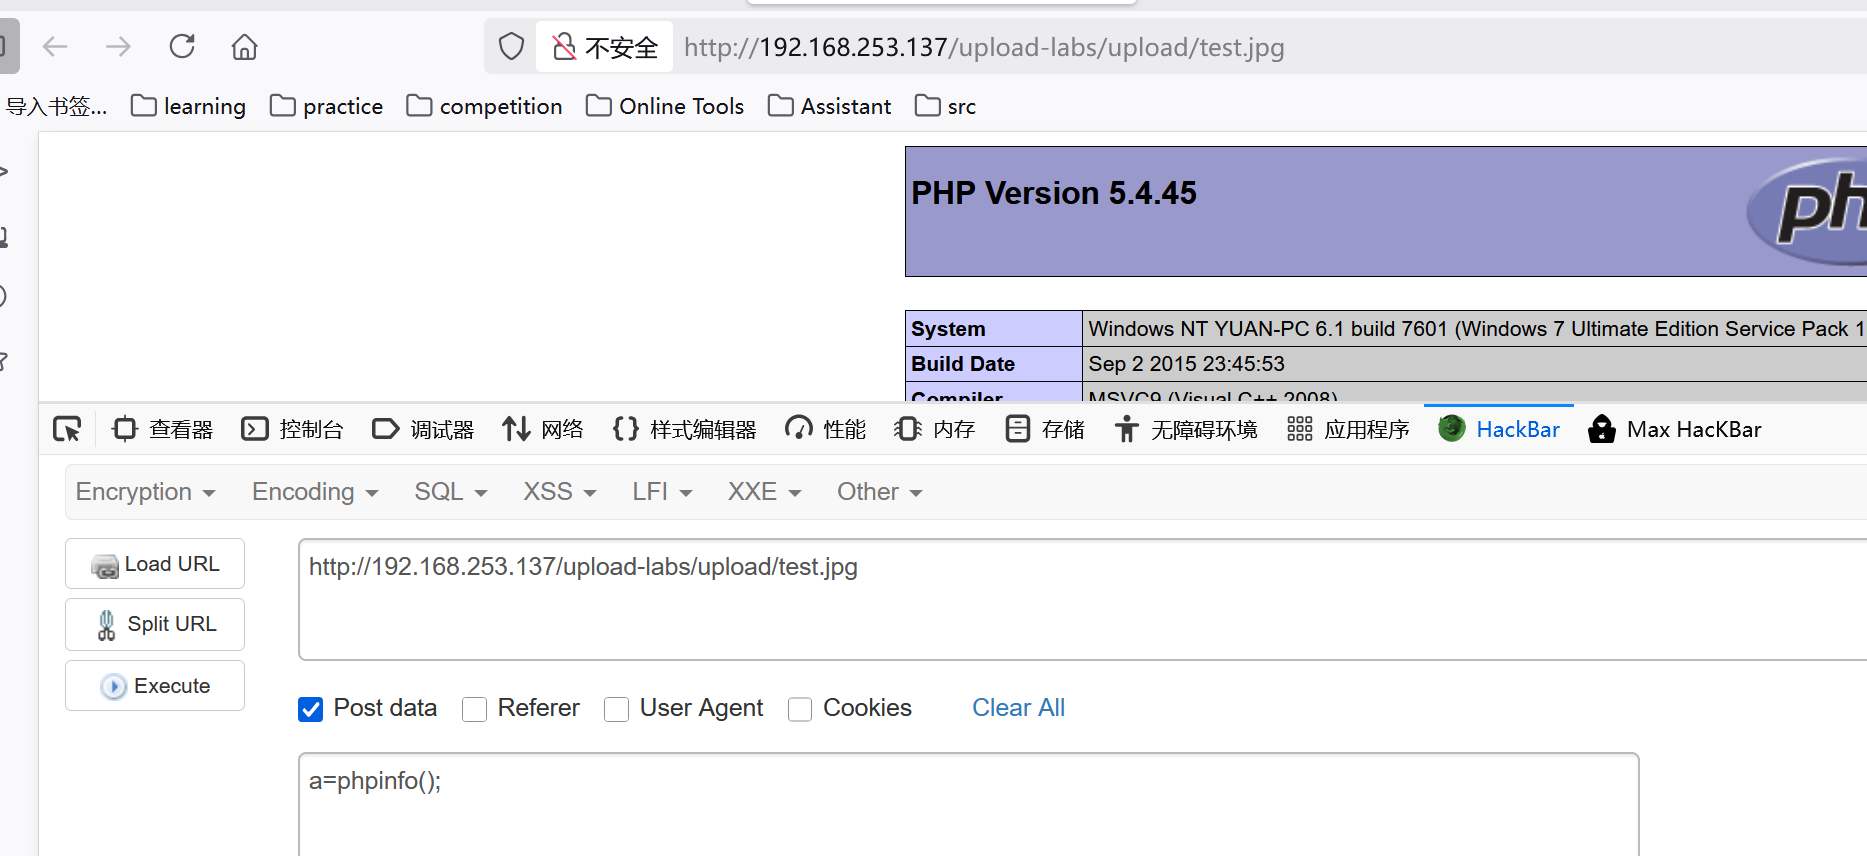 不安全 http://192.168.253.137/upload-labs/upload/test.jpg
导入书签... learning practice competition Online Tools Assistant src
PHP Version 5.4.45
System Windows NT YUAN-PC 6.1 build 7601 (Windows 7 Ultimate Edition Service Pack 1
Build Date Sep 2 2015 23:45:53
Compiler MSVC9 (Visual C++ 2008)
查看器 控制台 调试器 网络 样式编辑器 性能 内存 存储 无障碍环境 应用程序 HackBar Max HacKBar
Encryption Encoding SQL XSS LFI XXE Other
Load URL http://192.168.253.137/upload-labs/upload/test.jpg
Split URL
Execute
Post data Referer User Agent Cookies Clear All
a=phpinfo();